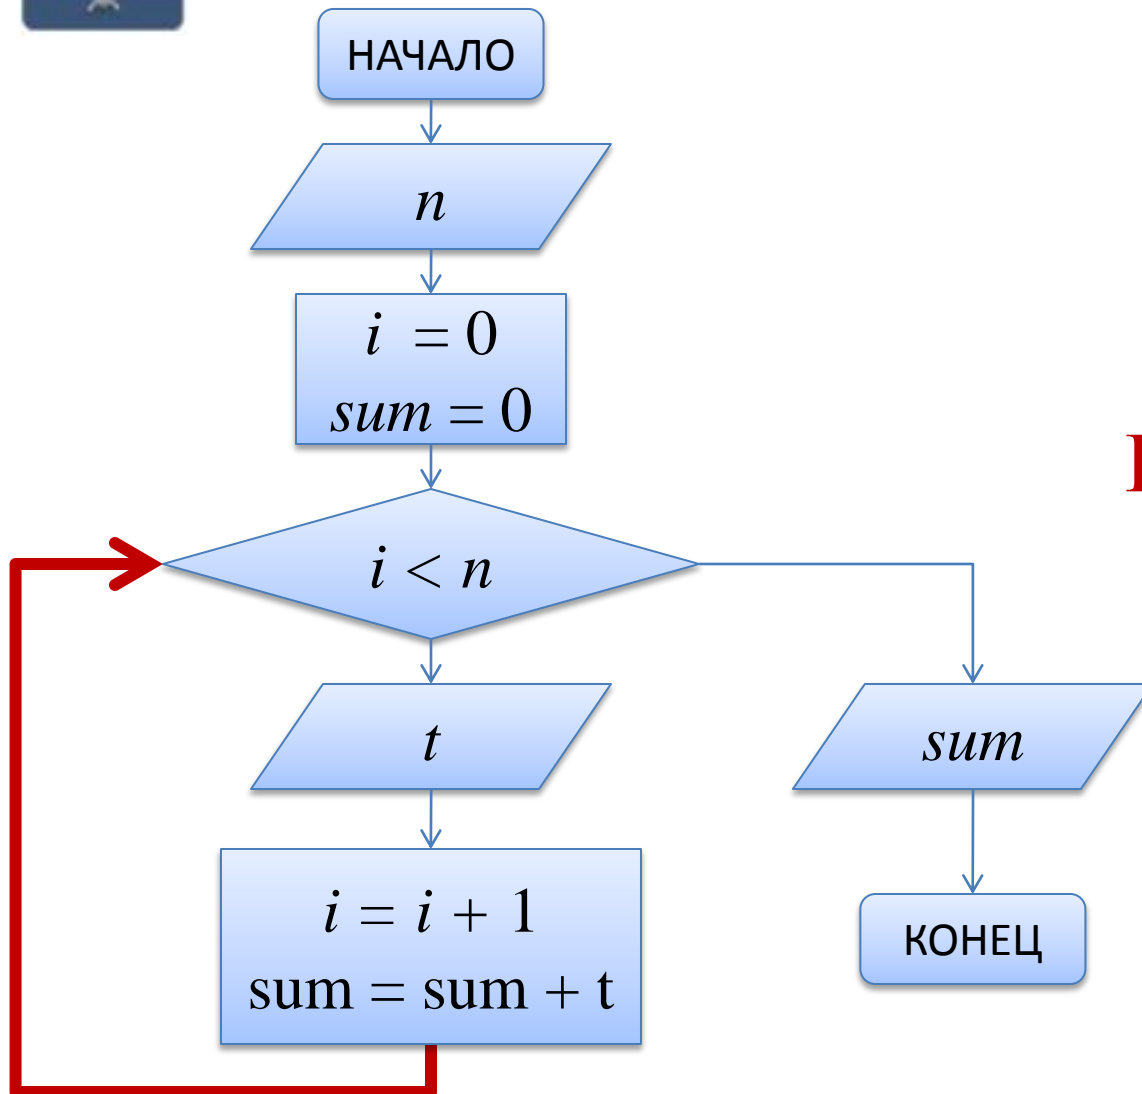 НАЧАЛО
n
i = 0
sum = 0
i < n
t
i = i + 1
sum = sum + t
sum
КОНЕЦ